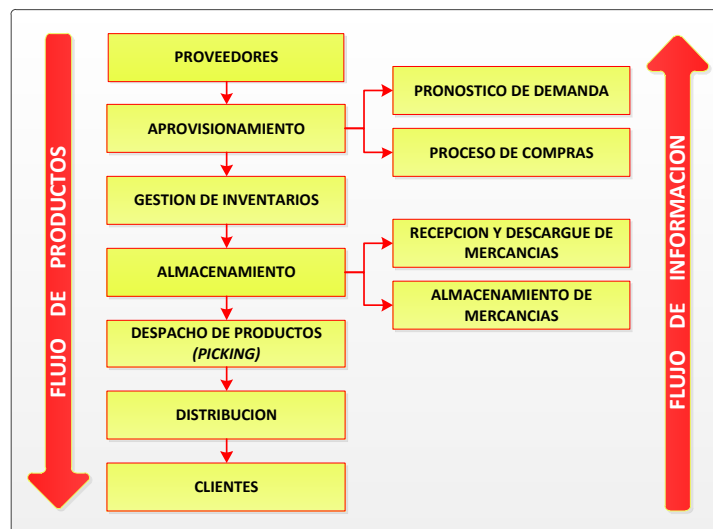 FLUJO DE PRODUCTOS
PROVEEDORES
APROVISIONAMIENTO
PRONOSTICO DE DEMANDA
PROCESO DE COMPRAS
GESTION DE INVENTARIOS
ALMACENAMIENTO
RECEPCION Y DESCARGUE DE
MERCANCIAS
ALMACENAMIENTO DE
MERCANCIAS
DESPACHO DE PRODUCTOS
(PICKING)
DISTRIBUCION
CLIENTES
FLUJO DE INFORMACION